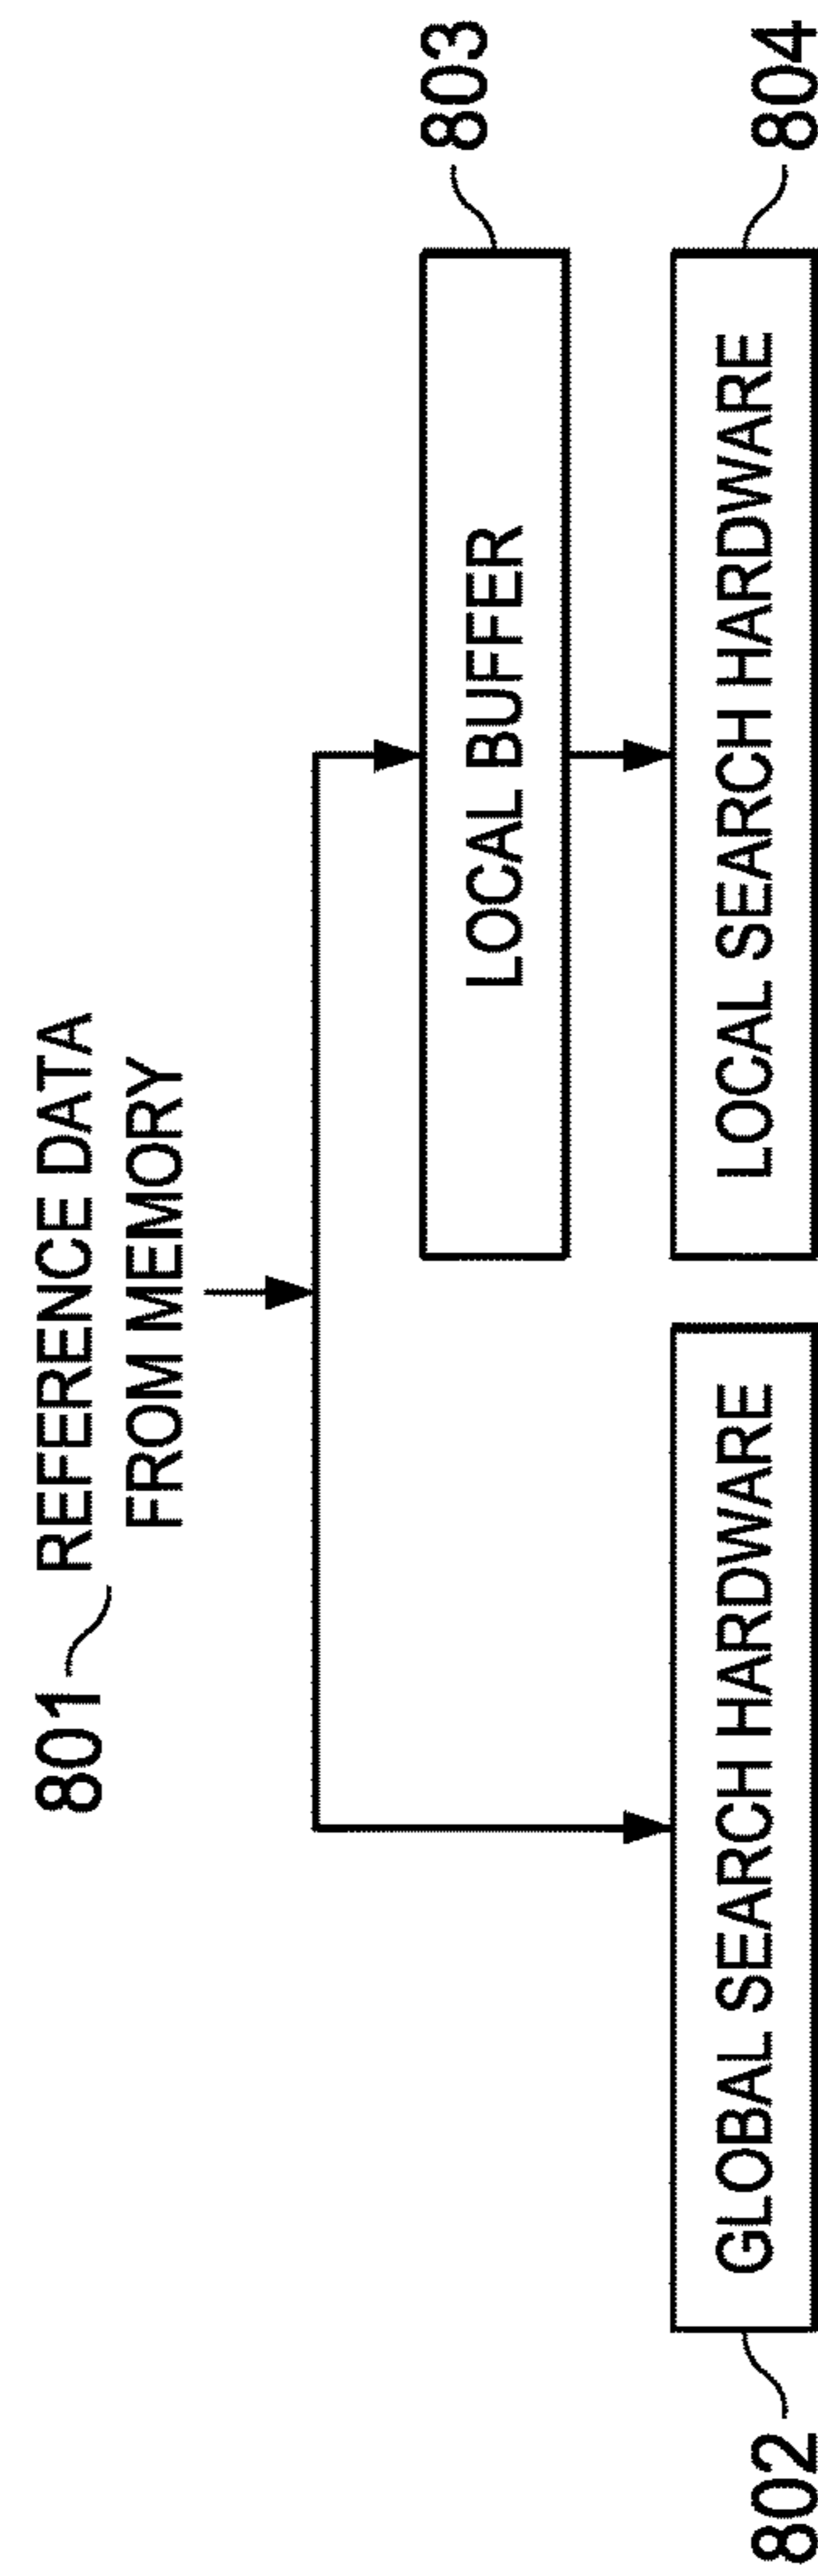 801
REFERENCE DATA
FROM MEMORY
LOCAL BUFFER
803
802
GLOBAL SEARCH HARDWARE
LOCAL SEARCH HARDWARE
804